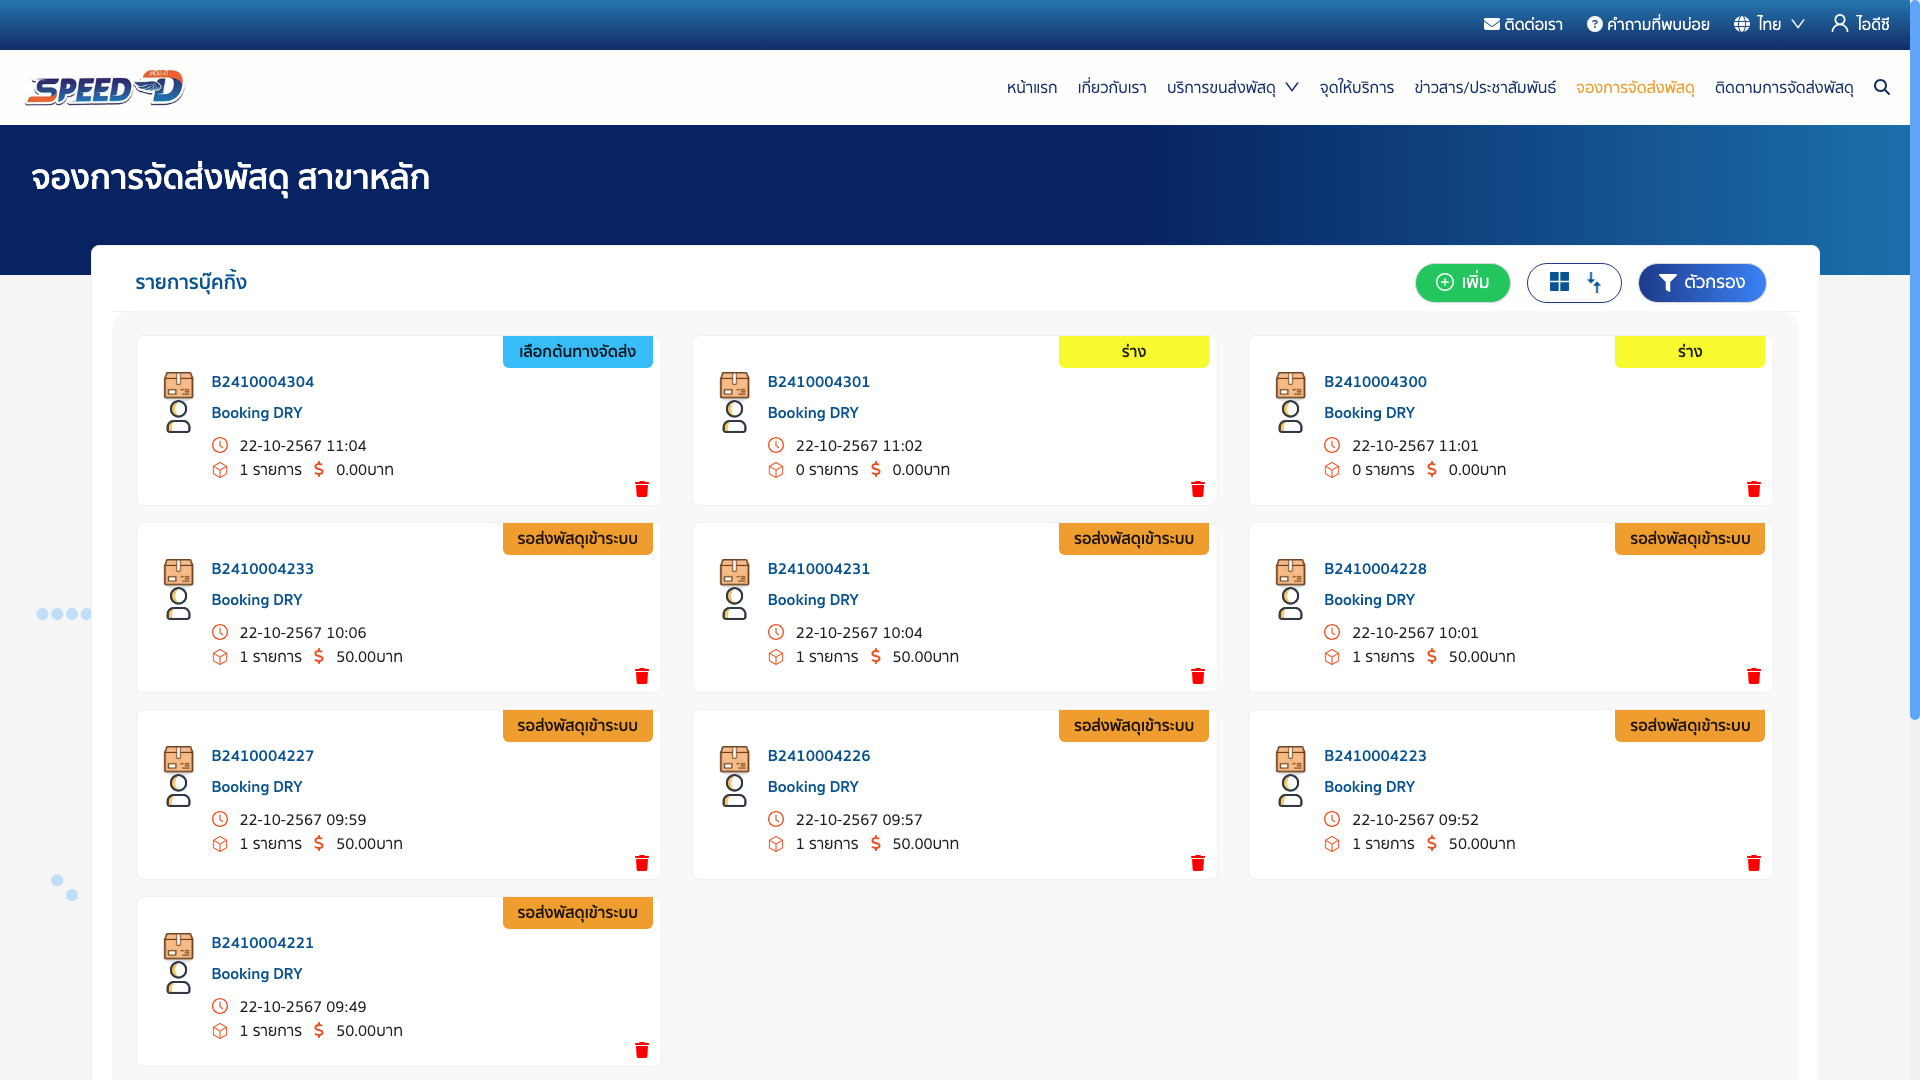 ติดต่อเรา คำถามที่พบบ่อย ไทย ไอดีซี
SPEED-D
หน้าแรก เกี่ยวกับเรา บริการขนส่งพัสดุ จุดให้บริการ ข่าวสาร/ประชาสัมพันธ์ จองการจัดส่งพัสดุ ติดตามการจัดส่งพัสดุ
จองการจัดส่งพัสดุ สาขาหลัก
รายการบุ๊คกิ้ง
เพิ่ม
ตัวกรอง
เลือกต้นทางจัดส่ง
B2410004304
Booking DRY
22-10-2567 11:04
1 รายการ $ 0.00บาท
ร่าง
B2410004301
Booking DRY
22-10-2567 11:02
0 รายการ $ 0.00บาท
ร่าง
B2410004300
Booking DRY
22-10-2567 11:01
0 รายการ $ 0.00บาท
รอส่งพัสดุเข้าระบบ
B2410004233
Booking DRY
22-10-2567 10:06
1 รายการ $ 50.00บาท
รอส่งพัสดุเข้าระบบ
B2410004231
Booking DRY
22-10-2567 10:04
1 รายการ $ 50.00บาท
รอส่งพัสดุเข้าระบบ
B2410004228
Booking DRY
22-10-2567 10:01
1 รายการ $ 50.00บาท
รอส่งพัสดุเข้าระบบ
B2410004227
Booking DRY
22-10-2567 09:59
1 รายการ $ 50.00บาท
รอส่งพัสดุเข้าระบบ
B2410004226
Booking DRY
22-10-2567 09:57
1 รายการ $ 50.00บาท
รอส่งพัสดุเข้าระบบ
B2410004223
Booking DRY
22-10-2567 09:52
1 รายการ $ 50.00บาท
รอส่งพัสดุเข้าระบบ
B2410004221
Booking DRY
22-10-2567 09:49
1 รายการ $ 50.00บาท